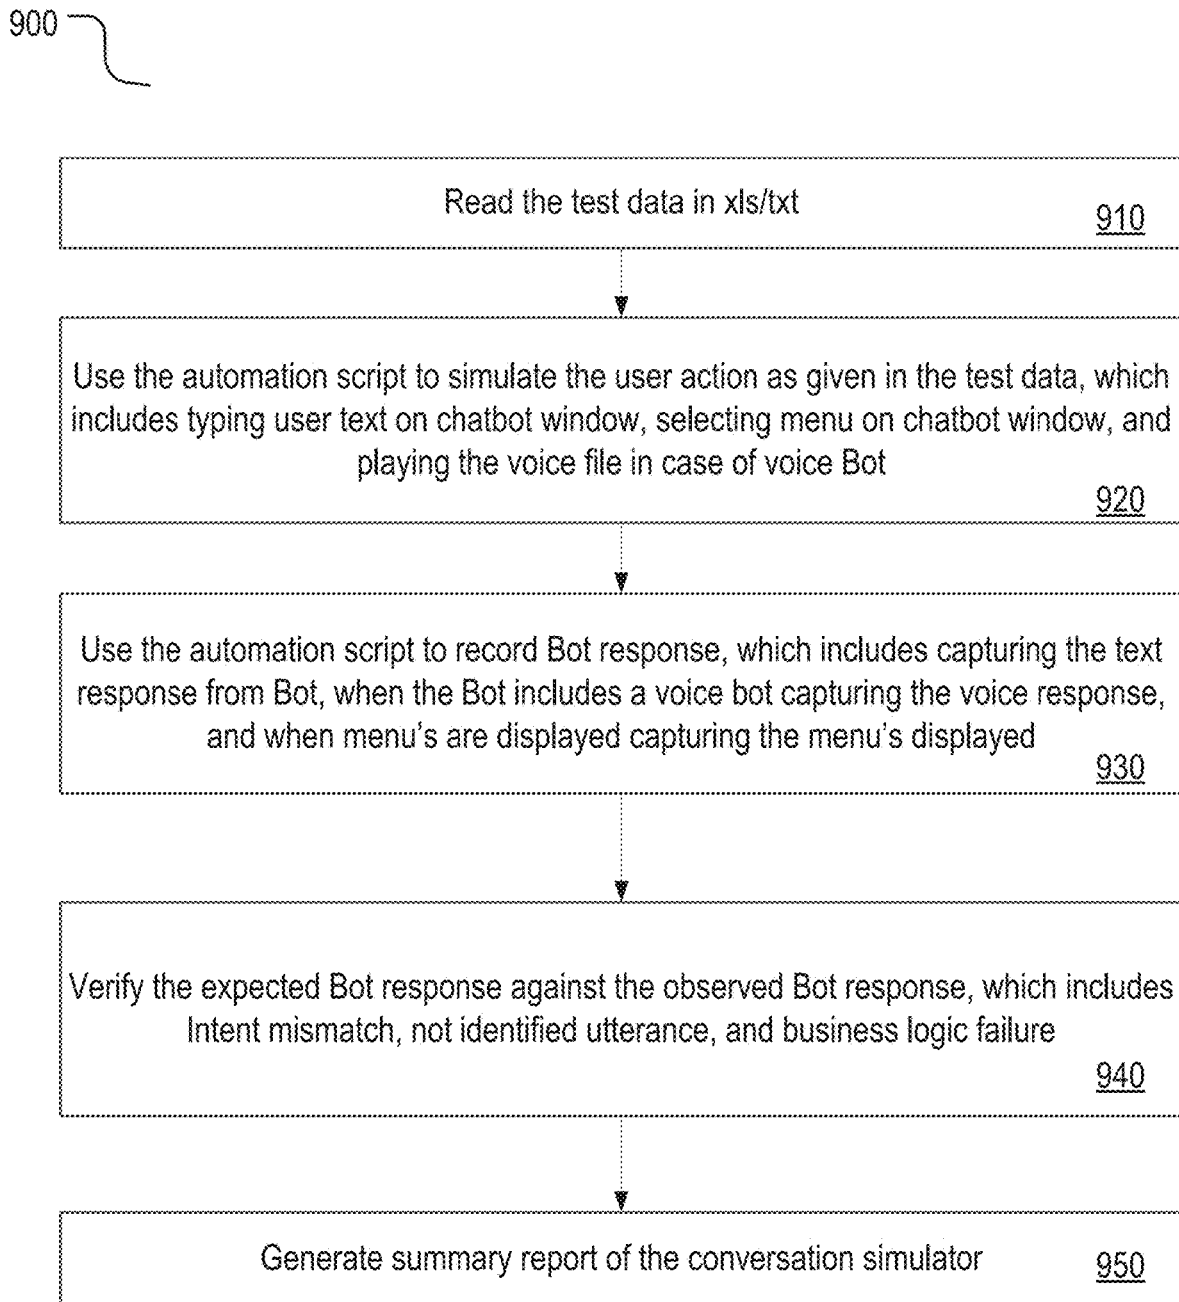 900
Read the test data in xls/txt
910
Use the automation script to simulate the user action as given in the test data, which
includes typing user text on chatbot window, selecting menu on chatbot window, and
playing the voice file in case of voice Bot
920
Use the automation script to record Bot response, which includes capturing the text
response from Bot, when the Bot includes a voice bot capturing the voice response,
and when menu's are displayed capturing the menu's displayed
930
Verify the expected Bot response against the observed Bot response, which includes
Intent mismatch, not identified utterance, and business logic failure
940
Generate summary report of the conversation simulator
950